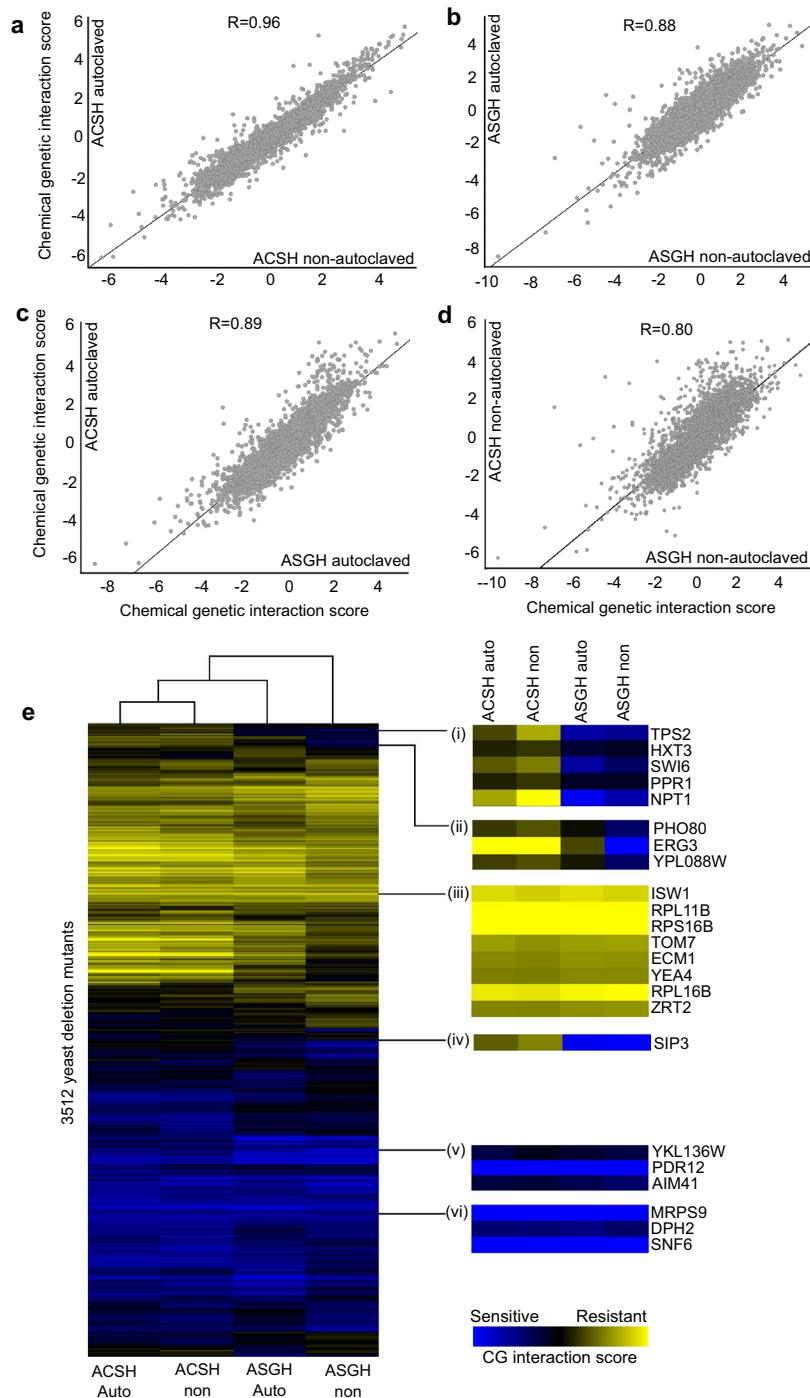 a
R=0.96
Chemical genetic interaction score
ACSH autoclaved
6
4
2
0
-2
-4
-6
ACSH non-autoclaved
-6
-4
-2
0
2
4
b
R=0.88
ASGH autoclaved
4
2
0
-2
-4
-6
-8
ASGH non-autoclaved
-10
-8
-6
-4
-2
0
2
4
c
R=0.89
Chemical genetic interaction score
ACSH autoclaved
6
4
2
0
-2
-4
-6
ASGH autoclaved
-8
-6
-4
-2
0
2
4
Chemical genetic interaction score
d
R=0.80
ACSH non-autoclaved
6
4
2
0
-2
-4
-6
ASGH non-autoclaved
--10
-8
-6
-4
-2
0
2
4
Chemical genetic interaction score
e
3512 yeast deletion mutants
ACSH Auto
ACSH non
ASGH Auto
ASGH non
ACSH auto
ACSH non
ASGH auto
ASGH non
(i)
TPS2
HXT3
SWI6
PPR1
NPT1
(ii)
PHO80
ERG3
YPL088W
(iii)
ISW1
RPL11B
RPS16B
TOM7
ECM1
YEA4
RPL16B
ZRT2
(iv)
SIP3
(v)
YKL136W
PDR12
AIM41
(vi)
MRPS9
DPH2
SNF6
Sensitive
Resistant
CG interaction score